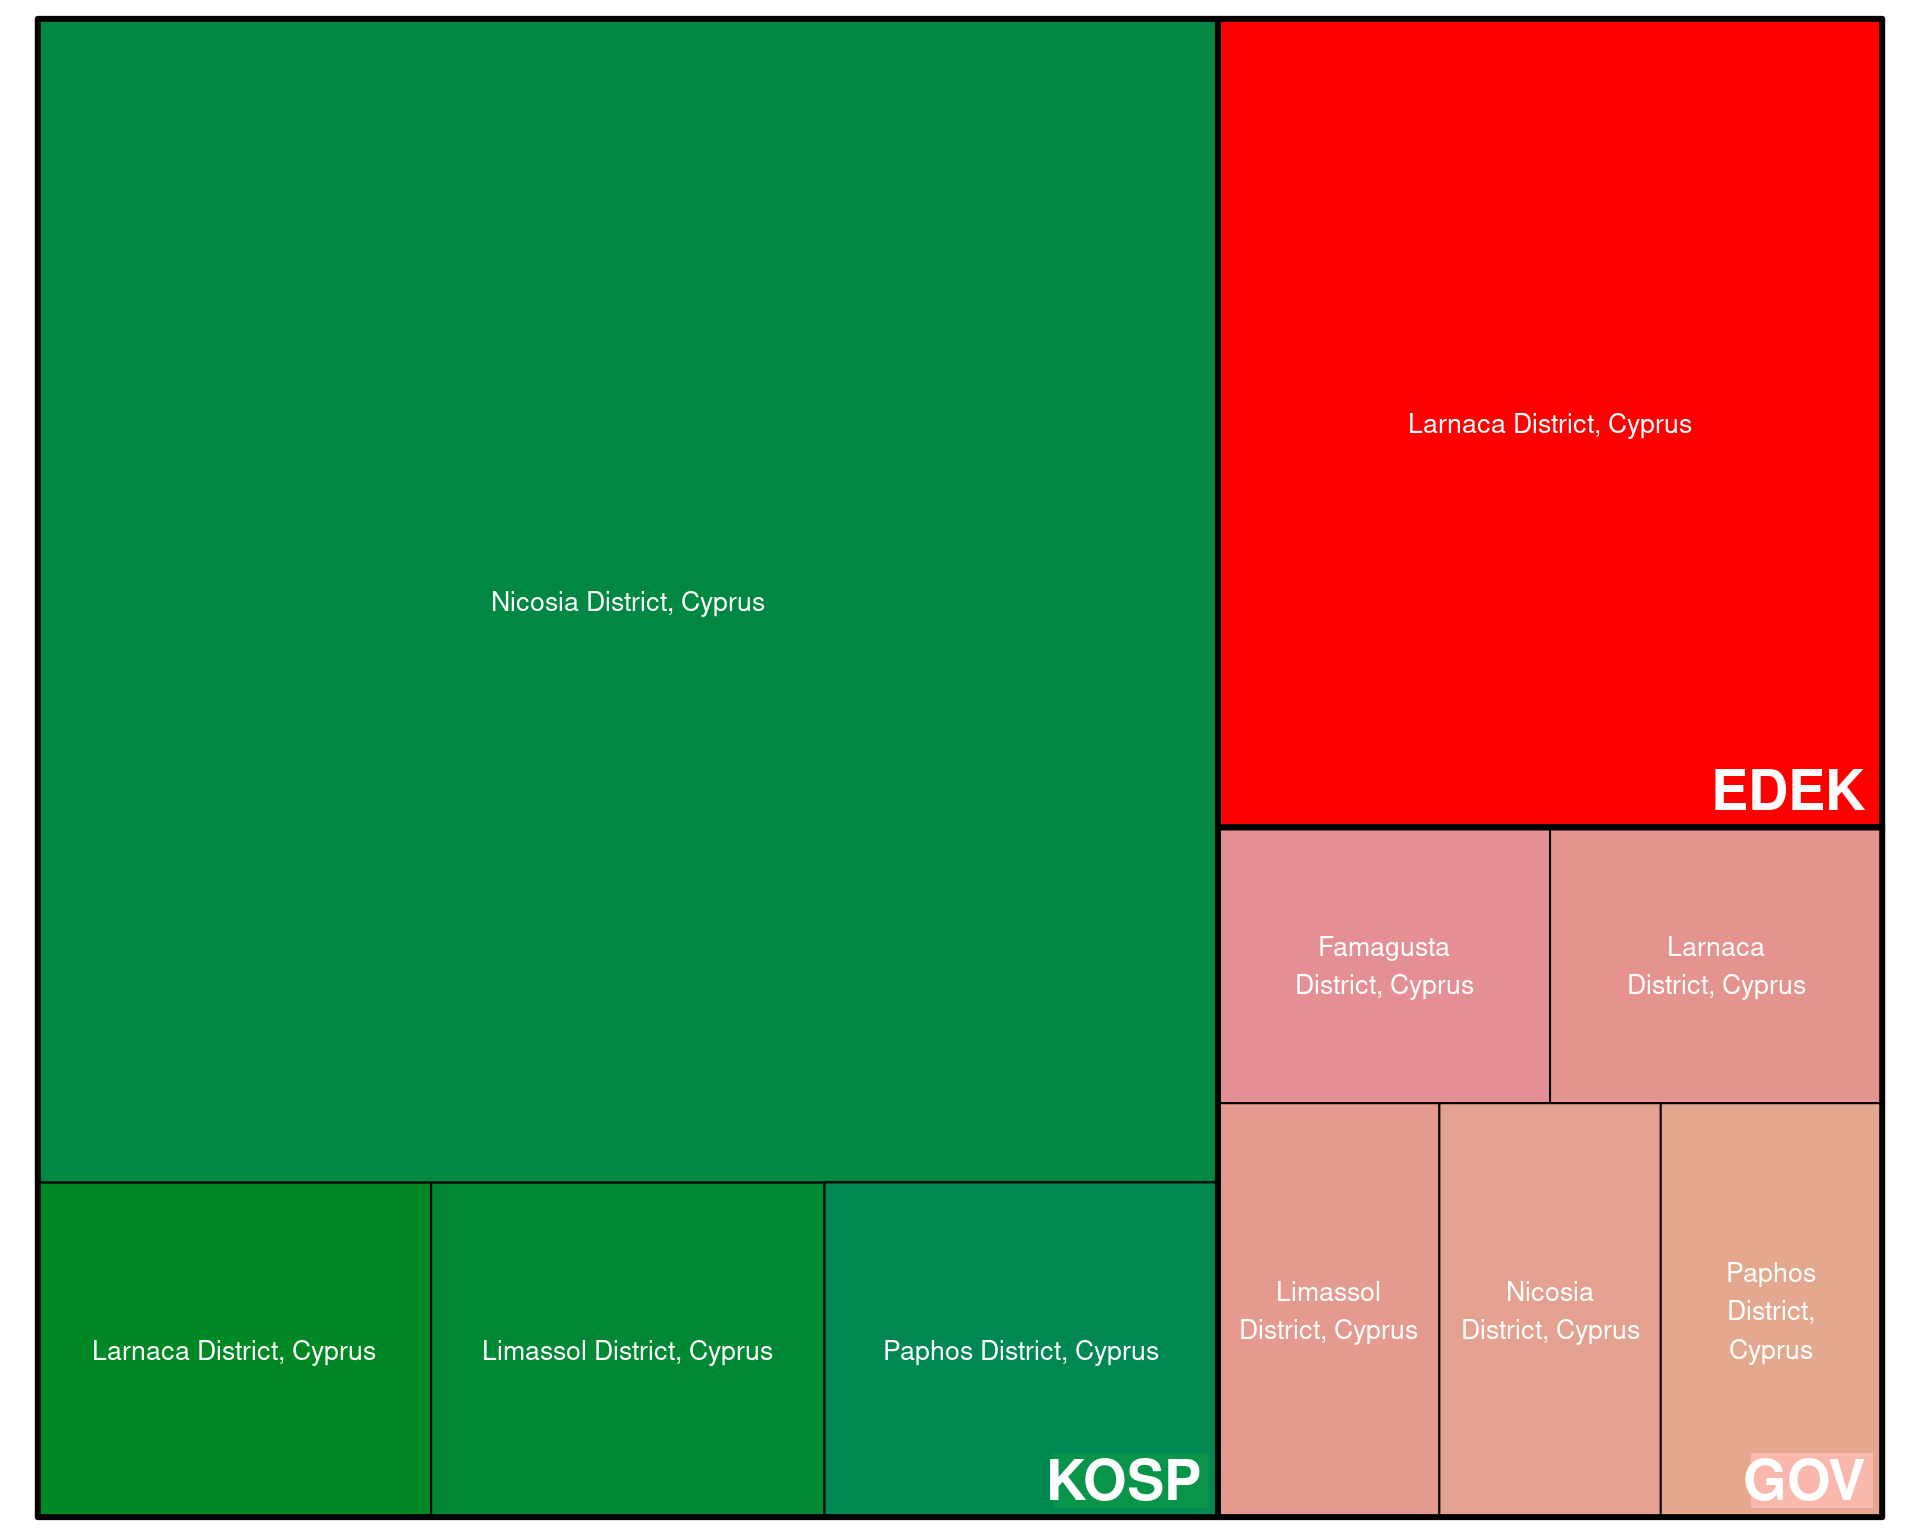 Nicosia District, Cyprus
Larnaca District, Cyprus
Limassol District, Cyprus
Paphos District, Cyprus
KOSP
Larnaca District, Cyprus
EDEK
Famagusta
District, Cyprus
Larnaca
District, Cyprus
Limassol
District, Cyprus
Nicosia
District, Cyprus
Paphos
District,
Cyprus
GOV